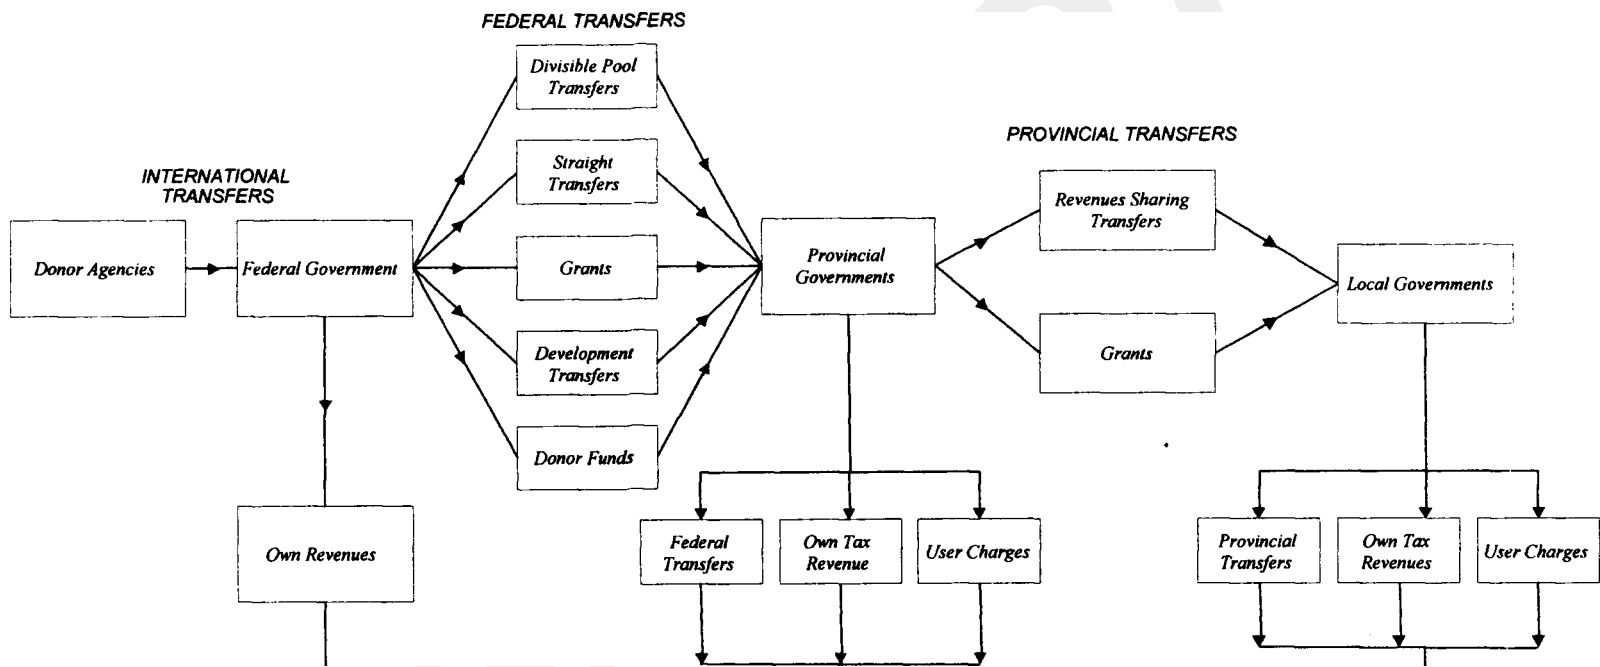 FEDERAL TRANSFERS
Divisible Pool
Transfers
PROVINCIAL TRANSFERS
Straight
Transfers
INTERNATIONAL
TRANSFERS
Revenues Sharing
Transfers
Donor Agencies
Federal Government
Grants
Provincial
Governments
Local Governments
Development
Transfers
Grants
Donor Funds
Own Revenues
Federal
Transfers
Own Tax
Revenue
User Charges
Provincial
Transfers
Own Tax
Revenues
User Charges